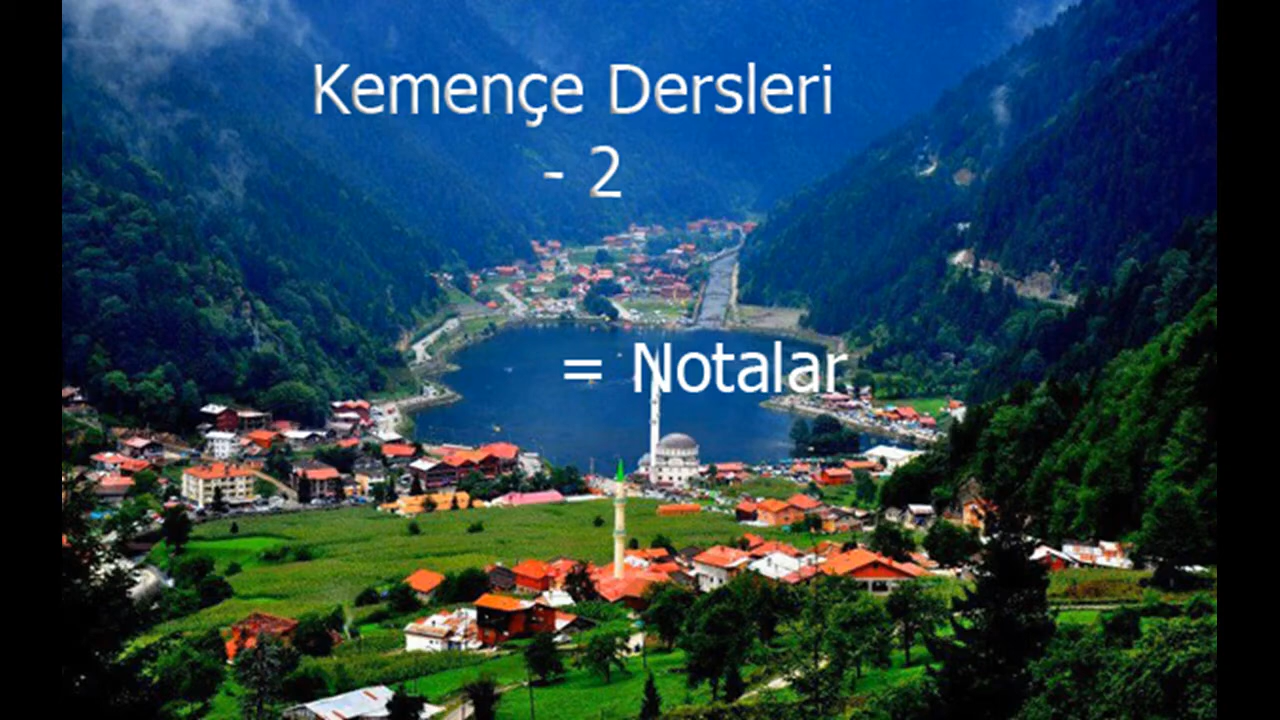 Kemençe Dersleri
- 2
= Notalar